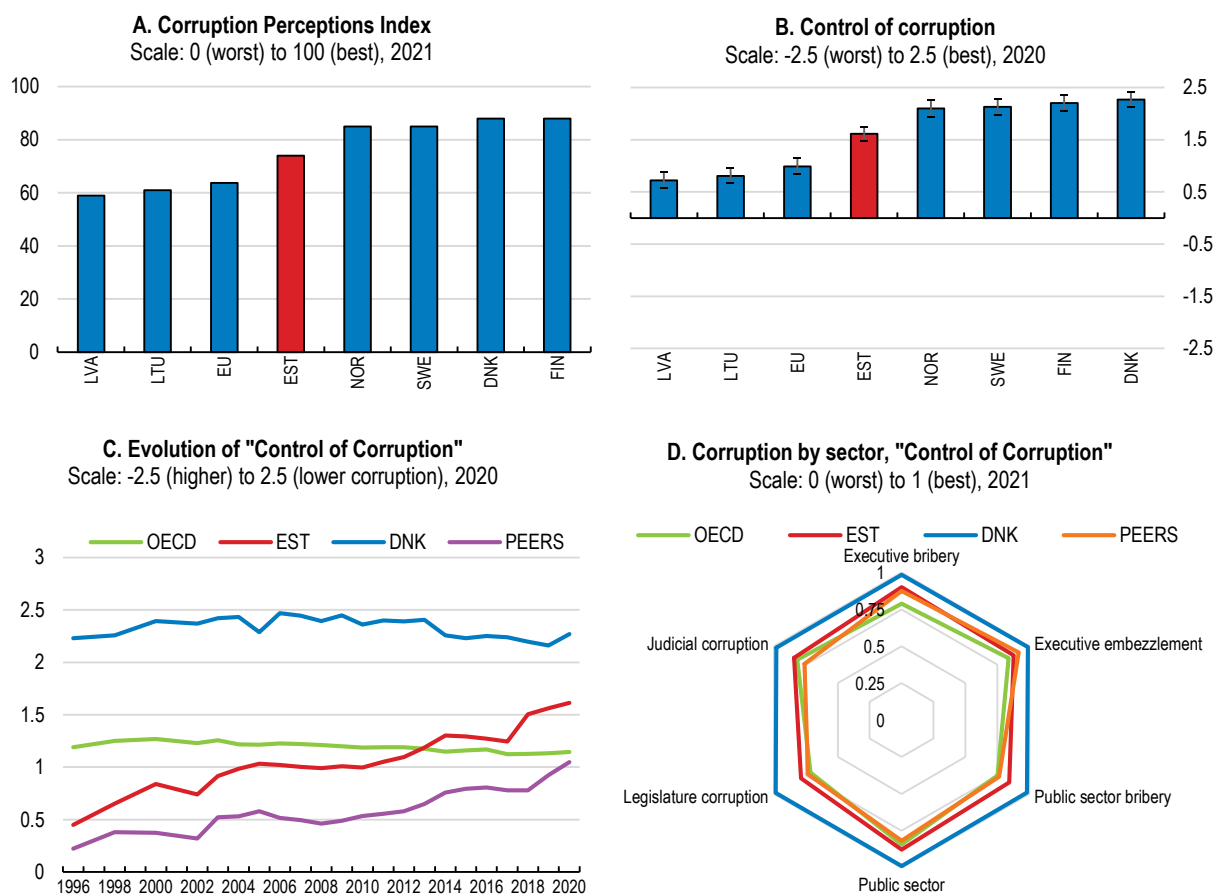 A. Corruption Perceptions Index
Scale: 0 (worst) to 100 (best), 2021
100
80
60
40
20
0
LVA
LTU
EU
EST
NOR
SWE
DNK
FIN
B. Control of corruption
Scale: -2.5 (worst) to 2.5 (best), 2020
2.5
1.5
0.5
-0.5
-1.5
-2.5
LVA
LTU
EU
EST
NOR
SWE
FIN
DNK
C. Evolution of "Control of Corruption"
Scale: -2.5 (higher) to 2.5 (lower corruption), 2020
OECD EST DNK PEERS
3
2.5
2
1.5
1
0.5
0
1996 1998 2000 2002 2004 2006 2008 2010 2012 2014 2016 2018 2020
D. Corruption by sector, "Control of Corruption"
Scale: 0 (worst) to 1 (best), 2021
OECD EST DNK PEERS
Executive bribery
1
0.75
Judicial corruption
Executive embezzlement
0.5
0.25
0
Legislature corruption
Public sector bribery
Public sector